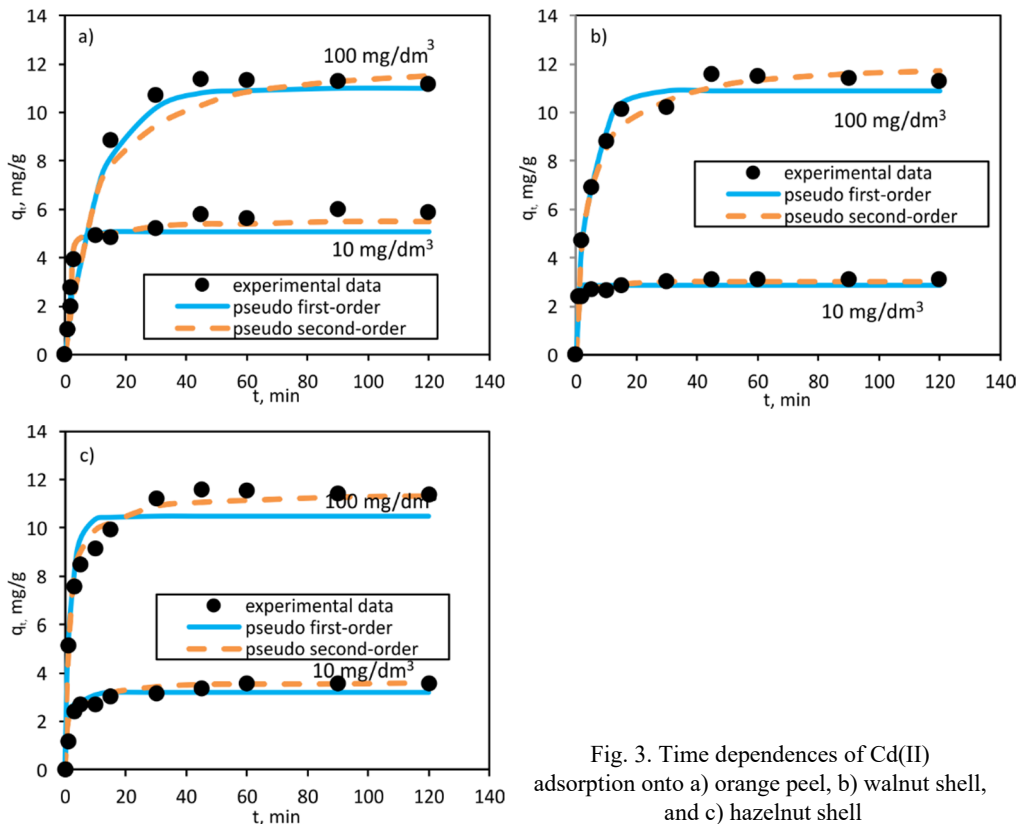 a)
14
12
10
8
6
4
2
0
qt, mg/g
100 mg/dm³
10 mg/dm³
experimental data
pseudo first-order
pseudo second-order
0 20 40 60 80 100 120 140
t, min
b)
14
12
10
8
6
4
2
0
qt, mg/g
100 mg/dm³
experimental data
pseudo first-order
pseudo second-order
10 mg/dm³
0 20 40 60 80 100 120 140
t, min
c)
14
12
10
8
6
4
2
0
qt, mg/g
100 mg/dm³
experimental data
pseudo first-order
pseudo second-order
10 mg/dm³
0 20 40 60 80 100 120 140
t, min
Fig. 3. Time dependences of Cd(II)
adsorption onto a) orange peel, b) walnut shell,
and c) hazelnut shell